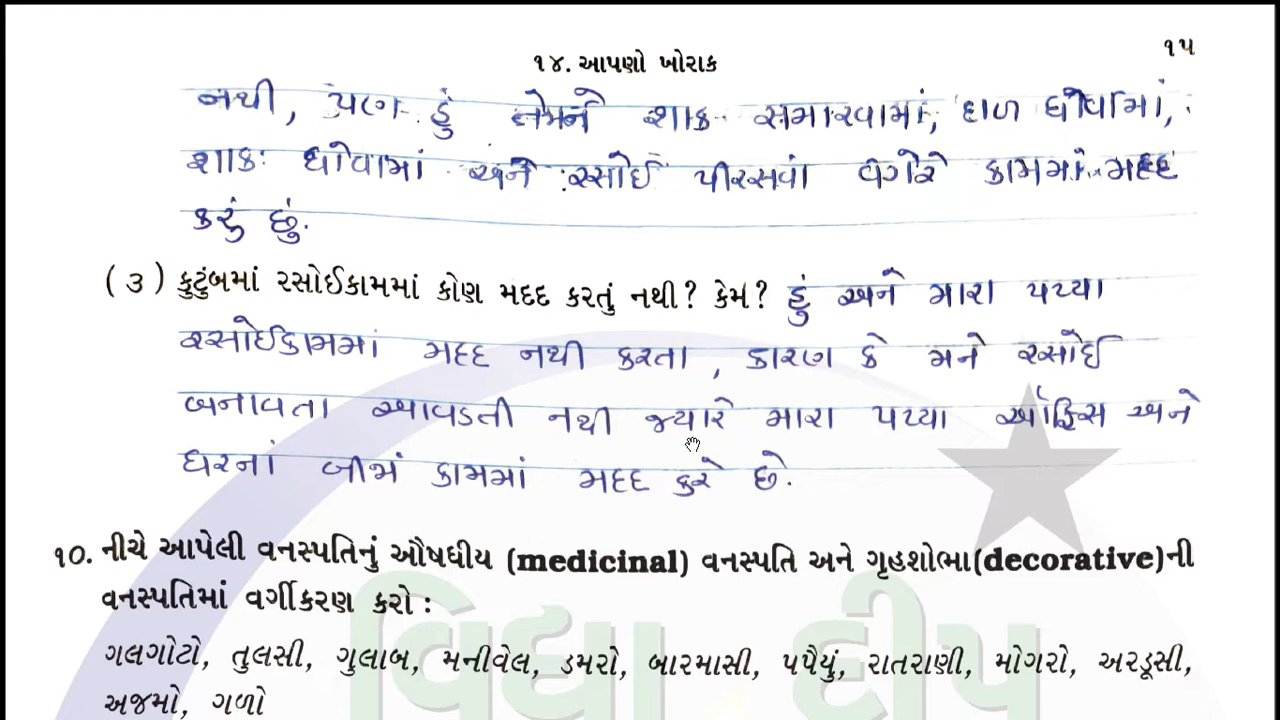 ૧૪. આપણો ખોરાક
૧૫
નથી, પણ હું તેમને શાક સમારવામાં, દાળ ધોવામાં,
શાક ધોવામાં અને રસોઈ પીરસવાં વગેરે કામમાં મદદ
કરું છું.
(૩) કુટુંબમાં રસોઈકામમાં કોણ મદદ કરતું નથી? કેમ? હું અને મારા પપ્પા
રસોઈકામમાં મદદ નથી કરતા, કારણ કે મને રસોઈ
બનાવતા આવડતી નથી જ્યારે મારા પપ્પા ઑફિસ અને
ઘરનાં બીજાં કામમાં મદદ કરે છે.
૧૦. નીચે આપેલી વનસ્પતિનું ઔષધીય (medicinal) વનસ્પતિ અને ગૃહશોભા(decorative)ની
વનસ્પતિમાં વર્ગીકરણ કરો :
ગલગોટો, તુલસી, ગુલાબ, મનીવેલ, ડમરો, બારમાસી, પપૈયું, રાતરાણી, મોગરો, અરડૂસી,
અજમો, ગળો
વિદ્યા દીપ